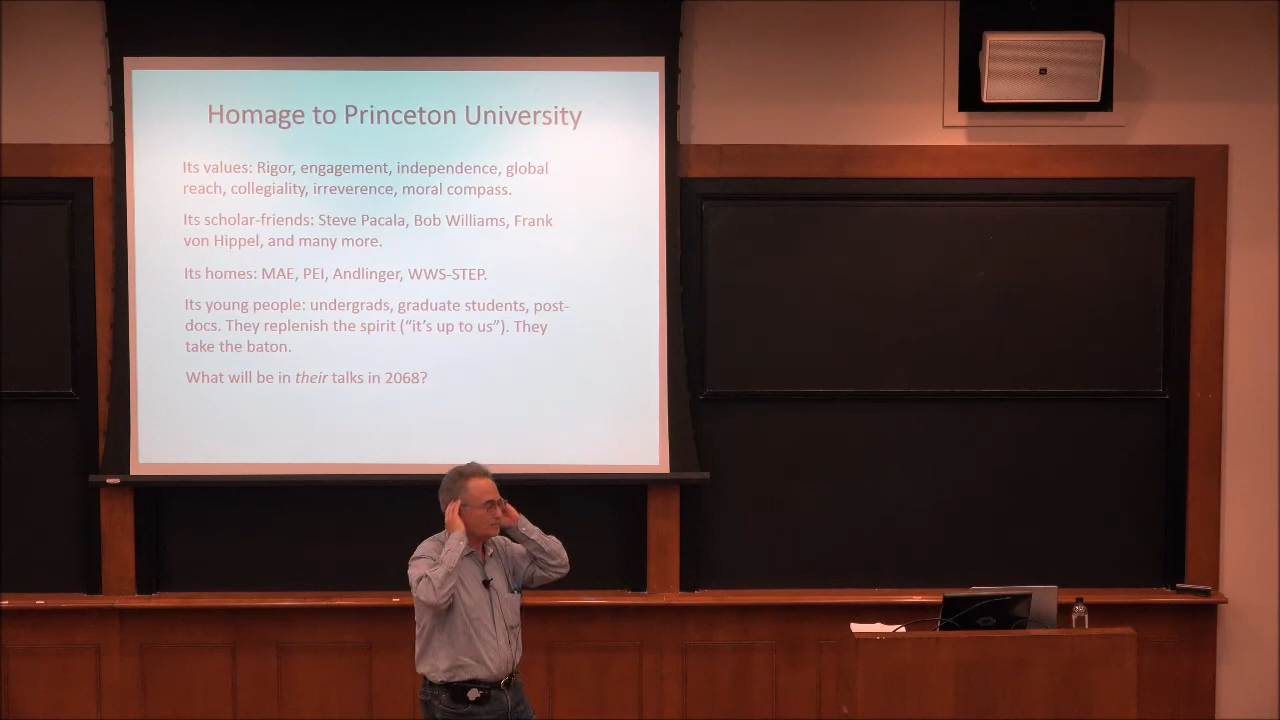 Homage to Princeton University
Its values: Rigor, engagement, independence, global
reach, collegiality, irreverence, moral compass.
Its scholar-friends: Steve Pacala, Bob Williams, Frank
von Hippel, and many more.
Its homes: MAE, PEI, Andlinger, WWS-STEP.
Its young people: undergrads, graduate students, post-
docs. They replenish the spirit (“it’s up to us”). They
take the baton.
What will be in their talks in 2068?